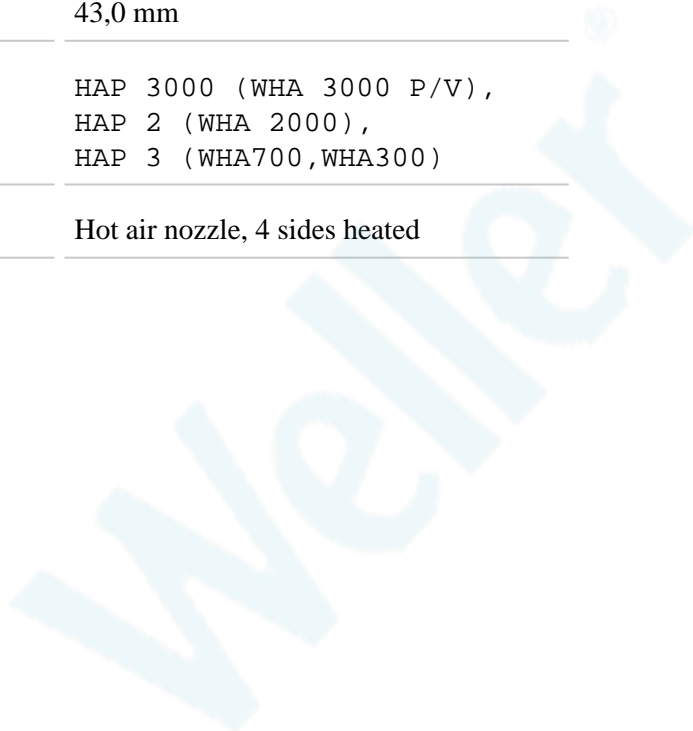 43,0 mm
HAP 3000 (WHA 3000 P/V),
HAP 2 (WHA 2000),
HAP 3 (WHA700,WHA300)
Hot air nozzle, 4 sides heated
Weller®